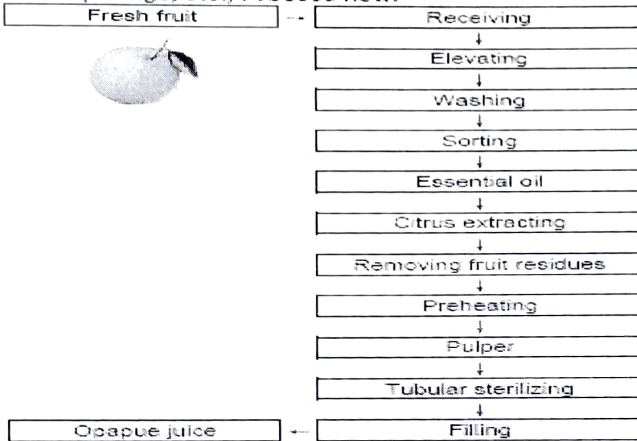 Fresh fruit
Receiving
Elevating
Washing
Sorting
Essential oil
Citrus extracting
Removing fruit residues
Preheating
Pulper
Tubular sterilizing
Filling
Opapue juice